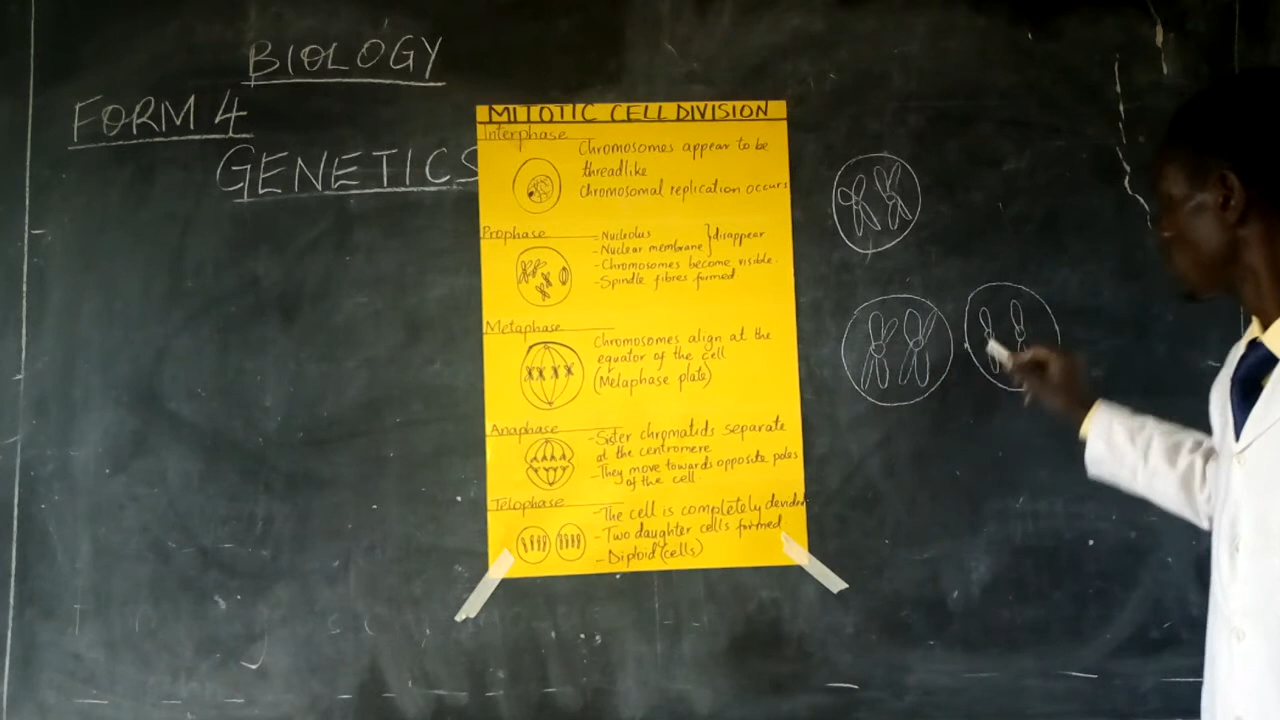 BIOLOGY
FORM 4
GENETICS
MITOTIC CELL DIVISION
Interphase
Chromosomes appear to be
threadlike
Chromosomal replication occurs
Prophase
- Nucleolus
- Nuclear membrane } disappear
- Chromosomes become visible.
- Spindle fibres formed.
Metaphase
Chromosomes align at the
equator of the cell
(Metaphase plate)
Anaphase
- Sister chromatids separate
at the centromere
- They move towards opposite poles
of the cell.
Telophase
- The cell is completely devided
- Two daughter cells formed
- Diploid (cells)